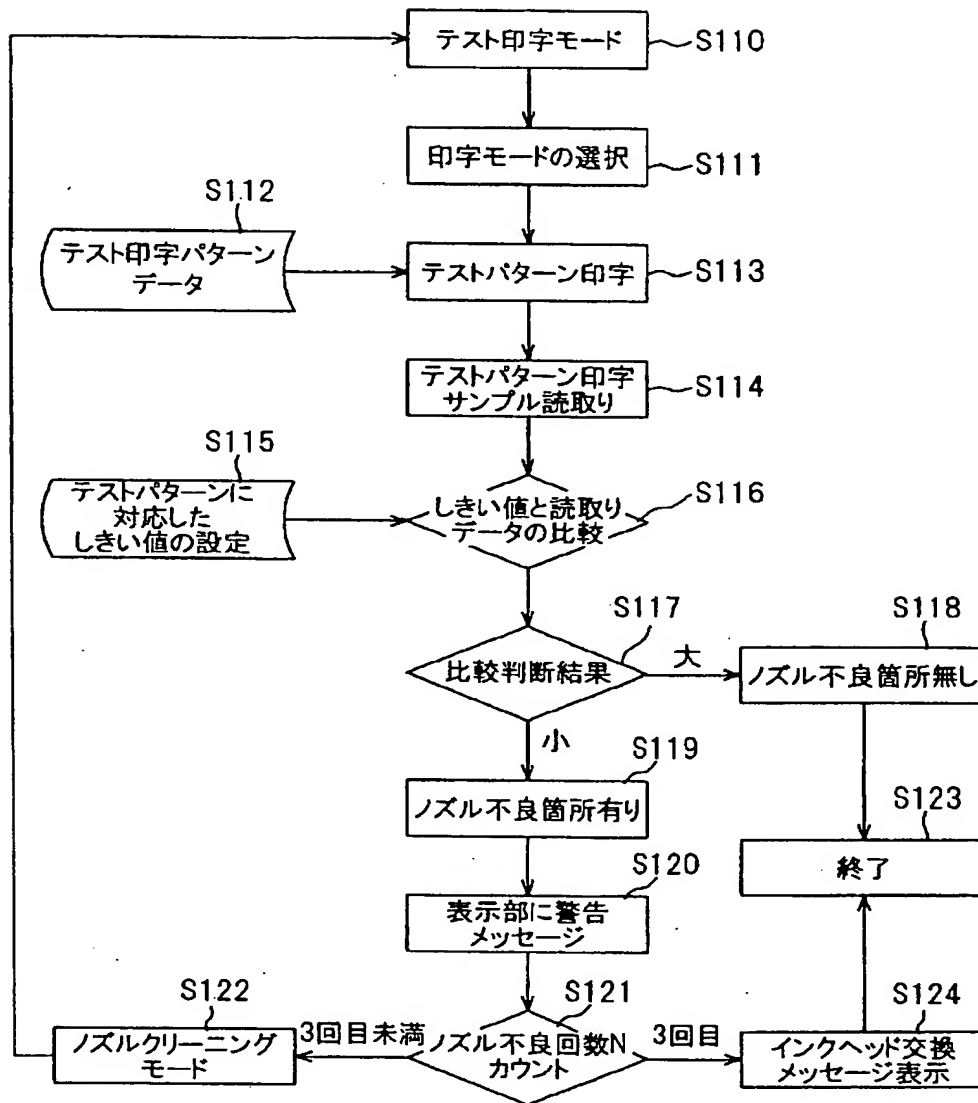 テスト印字モード
S110
印字モードの選択
S111
S112
テスト印字パターン
データ
テストパターン印字
S113
テストパターン印字
サンプル読取り
S114
S115
テストパターンに
対応した
しきい値の設定
しきい値と読取り
データの比較
S116
S117
比較判断結果
大
S118
ノズル不良箇所無し
小
S119
ノズル不良箇所有り
S123
終了
S120
表示部に警告
メッセージ
S121
ノズル不良回数N
カウント
3回目未満
S122
ノズルクリーニング
モード
3回目
S124
インクヘッド交換
メッセージ表示